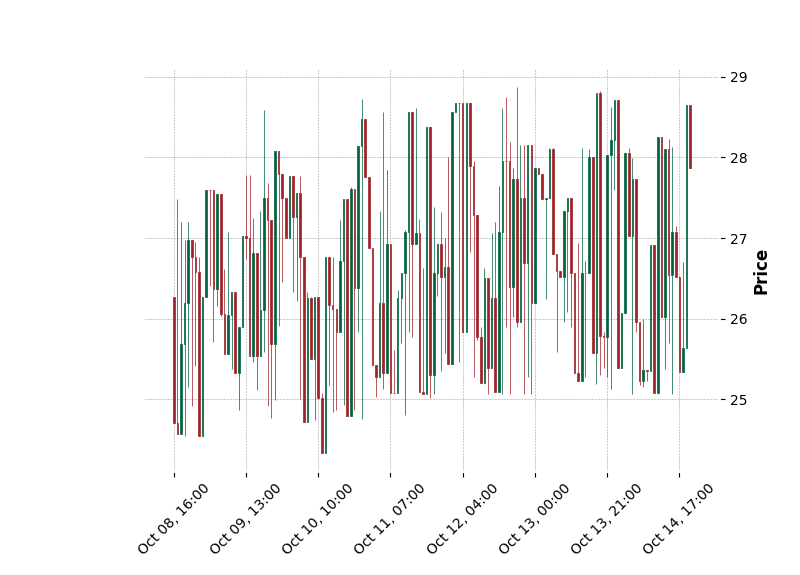 29
28
27
26
25
Price
Oct 08, 16:00
Oct 09, 13:00
Oct 10, 10:00
Oct 11, 07:00
Oct 12, 04:00
Oct 13, 00:00
Oct 13, 21:00
Oct 14, 17:00